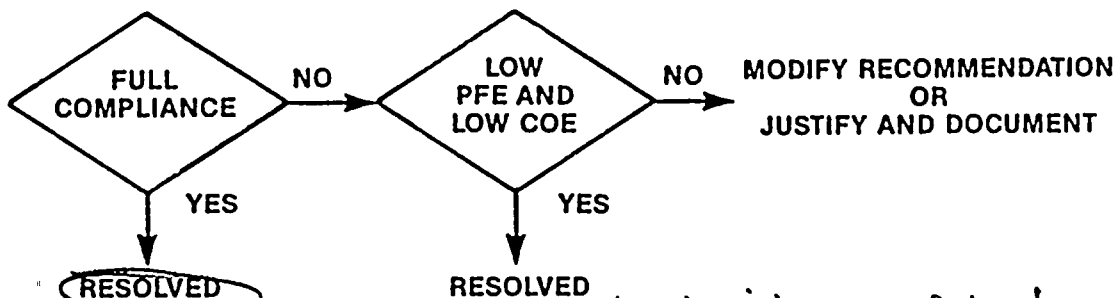 FULL
COMPLIANCE
NO
LOW
PFE AND
LOW COE
NO
MODIFY RECOMMENDATION
OR
JUSTIFY AND DOCUMENT
YES
YES
RESOLVED
RESOLVED